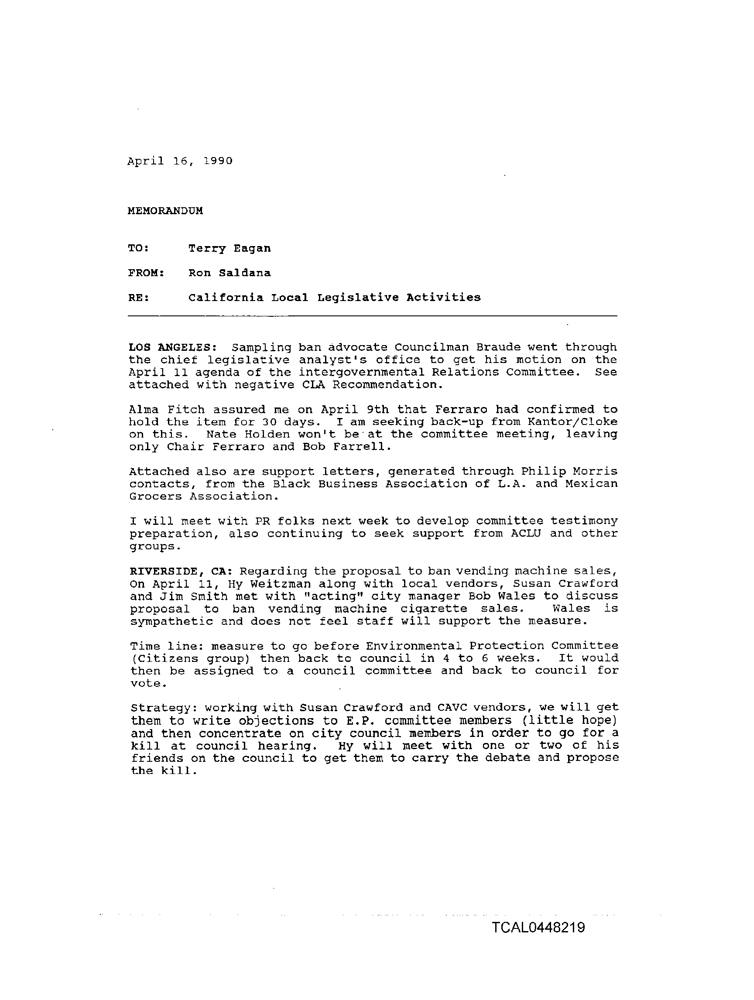 April 16, 1990
MEMORANDUM
TO: Terry Eagan
FROM: Ron Saldana
RE: California Local Legislative Activities
LOS ANGELES: Sampling ban advocate Councilman Braude went through
the chief legislative analyst's office to get his motion on the
April 11 agenda of the intergovernmental Relations Committee. See
attached with negative CLA Recommendation.
Alma Fitch assured me on April 9th that Ferraro had confirmed to
hold the item for 30 days. I am seeking back-up from Kantor/Cloke
on this. Nate Holden won't be at the committee meeting, leaving
only Chair Ferraro and Bob Farrell.
Attached also are support letters, generated through Philip Morris
contacts, from the Black Business Association of L.A. and Mexican
Grocers Association.
I will meet with PR folks next week to develop committee testimony
preparation, also continuing to seek support from ACLU and other
groups.
RIVERSIDE, CA: Regarding the proposal to ban vending machine sales,
On April 11, Hy Weitzman along with local vendors, Susan Crawford
and Jim Smith met with "acting" city manager Bob Wales to discuss
proposal to ban vending machine cigarette sales. Wales is
sympathetic and does not feel staff will support the measure.
Time line: measure to go before Environmental Protection Committee
(Citizens group) then back to council in 4 to 6 weeks. It would
then be assigned to a council committee and back to council for
vote.
Strategy: working with Susan Crawford and CAVC vendors, we will get
them to write objections to E.P. committee members (little hope)
and then concentrate on city council members in order to go for a
kill at council hearing. Hy will meet with one or two of his
friends on the council to get them to carry the debate and propose
the kill.
TCAL0448219